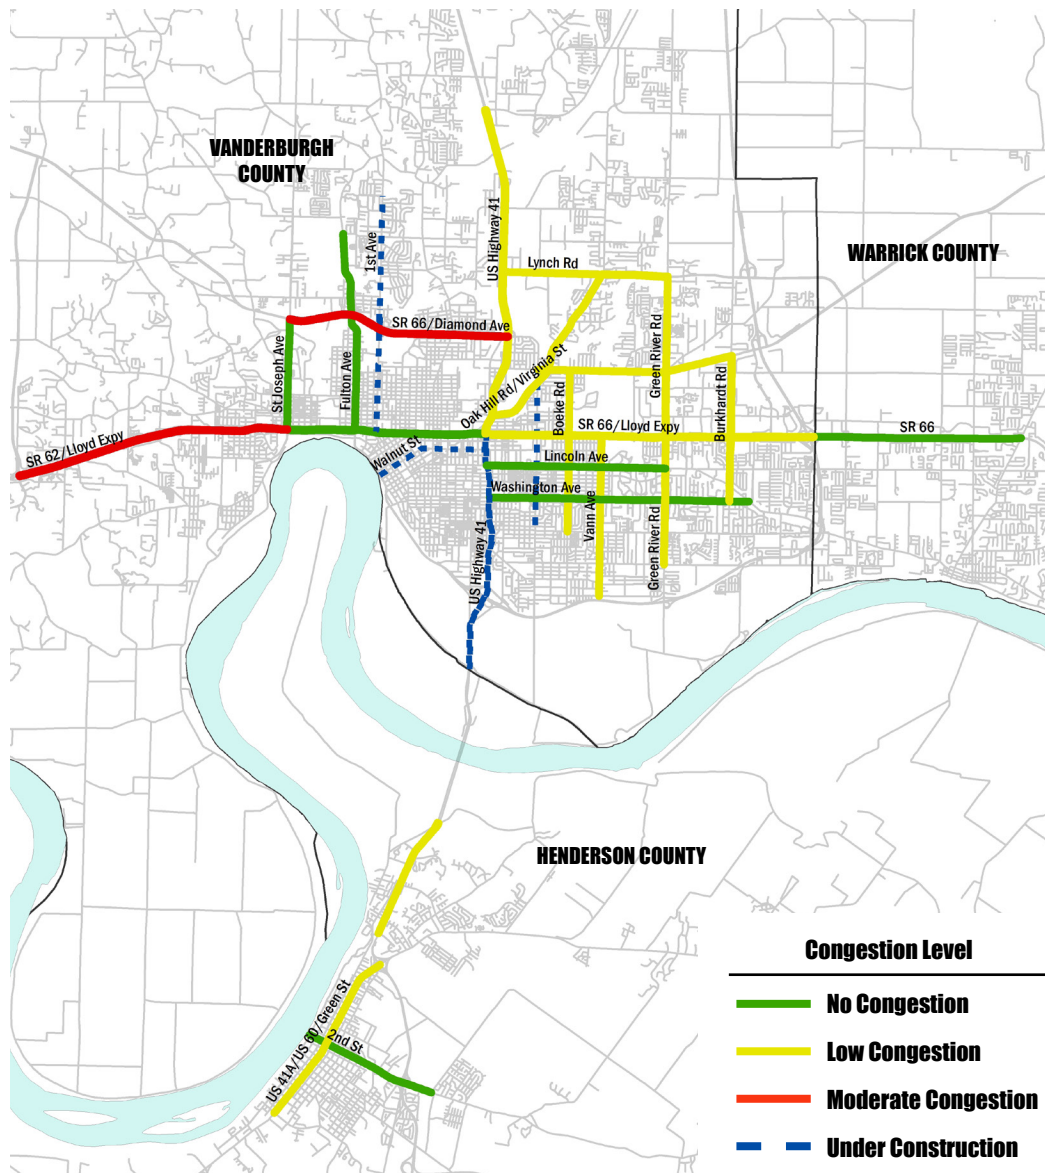 VANDERBURGH
COUNTY
WARRICK COUNTY
1st Ave
US Highway 41
Lynch Rd
SR 66/Diamond Ave
Green River Rd
St Joseph Ave
Fulton Ave
Oak Hill Rd/Virginia St
Boeke Rd
Burkhardt Rd
SR 66/Lloyd Expy
SR 66
SR 62/Lloyd Expy
Walnut St
Lincoln Ave
Washington Ave
Vann Ave
US Highway 41
Green River Rd
HENDERSON COUNTY
US 41A/US 60/Green St
2nd St
Congestion Level
No Congestion
Low Congestion
Moderate Congestion
Under Construction